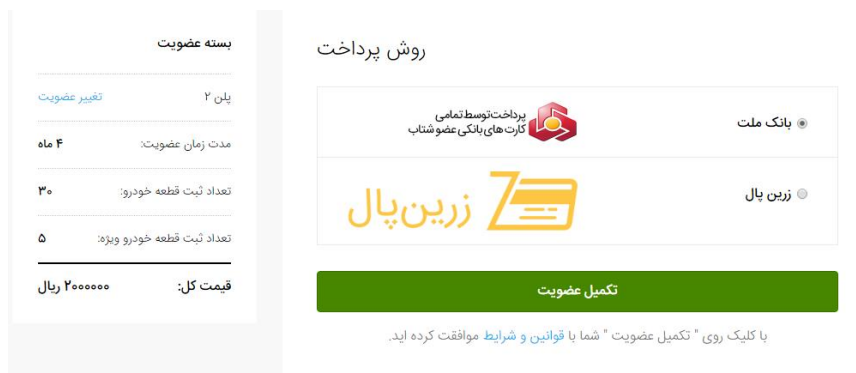 روش پرداخت
بانک ملت
پرداخت توسط تمامی
کارت های بانکی عضو شتاب
زرین پال
زرین‌پال
تکمیل عضویت
با کلیک روی " تکمیل عضویت " شما با قوانین و شرایط موافقت کرده اید.
بسته عضویت
پلن ۲ تغییر عضویت
مدت زمان عضویت: ۴ ماه
تعداد ثبت قطعه خودرو: ۳۰
تعداد ثبت قطعه خودرو ویژه: ۵
قیمت کل: ۲۰۰۰۰۰۰ ریال